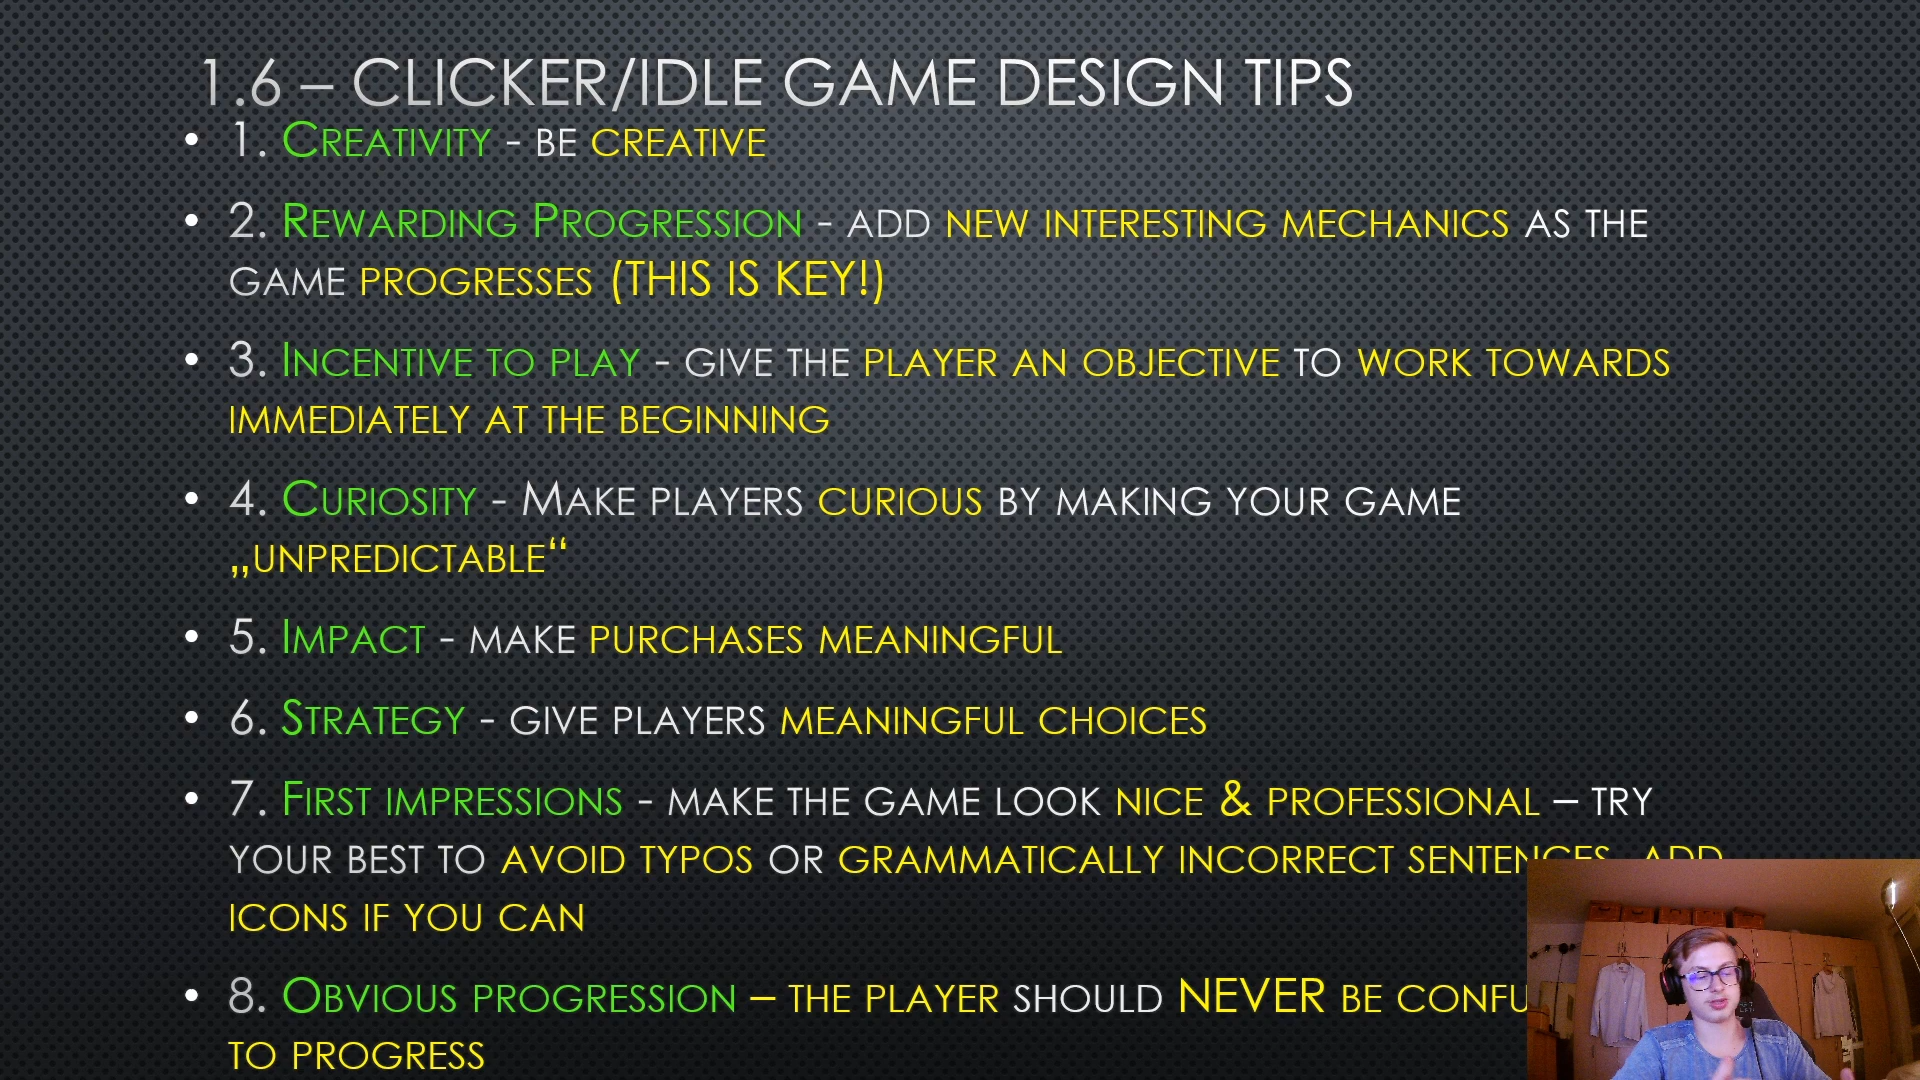 1.6 – CLICKER/IDLE GAME DESIGN TIPS
• 1. CREATIVITY - BE CREATIVE
• 2. REWARDING PROGRESSION - ADD NEW INTERESTING MECHANICS AS THE
GAME PROGRESSES (THIS IS KEY!)
• 3. INCENTIVE TO PLAY - GIVE THE PLAYER AN OBJECTIVE TO WORK TOWARDS
IMMEDIATELY AT THE BEGINNING
• 4. CURIOSITY - MAKE PLAYERS CURIOUS BY MAKING YOUR GAME
„UNPREDICTABLE“
• 5. IMPACT - MAKE PURCHASES MEANINGFUL
• 6. STRATEGY - GIVE PLAYERS MEANINGFUL CHOICES
• 7. FIRST IMPRESSIONS - MAKE THE GAME LOOK NICE & PROFESSIONAL – TRY
YOUR BEST TO AVOID TYPOS OR GRAMMATICALLY INCORRECT SENTENCES, ADD
ICONS IF YOU CAN
• 8. OBVIOUS PROGRESSION – THE PLAYER SHOULD NEVER BE
TO PROGRESS